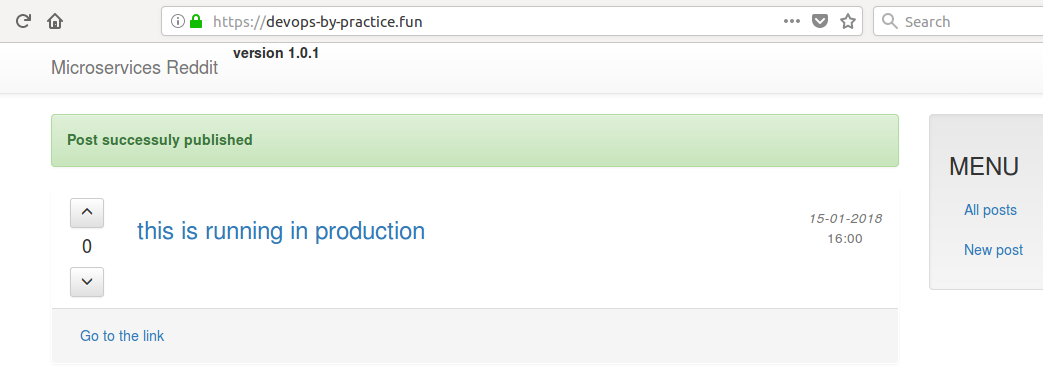 https://devops-by-practice.fun
Search
Microservices Reddit
version 1.0.1
Post successuly published
MENU
All posts
New post
this is running in production
15-01-2018
16:00
0
Go to the link